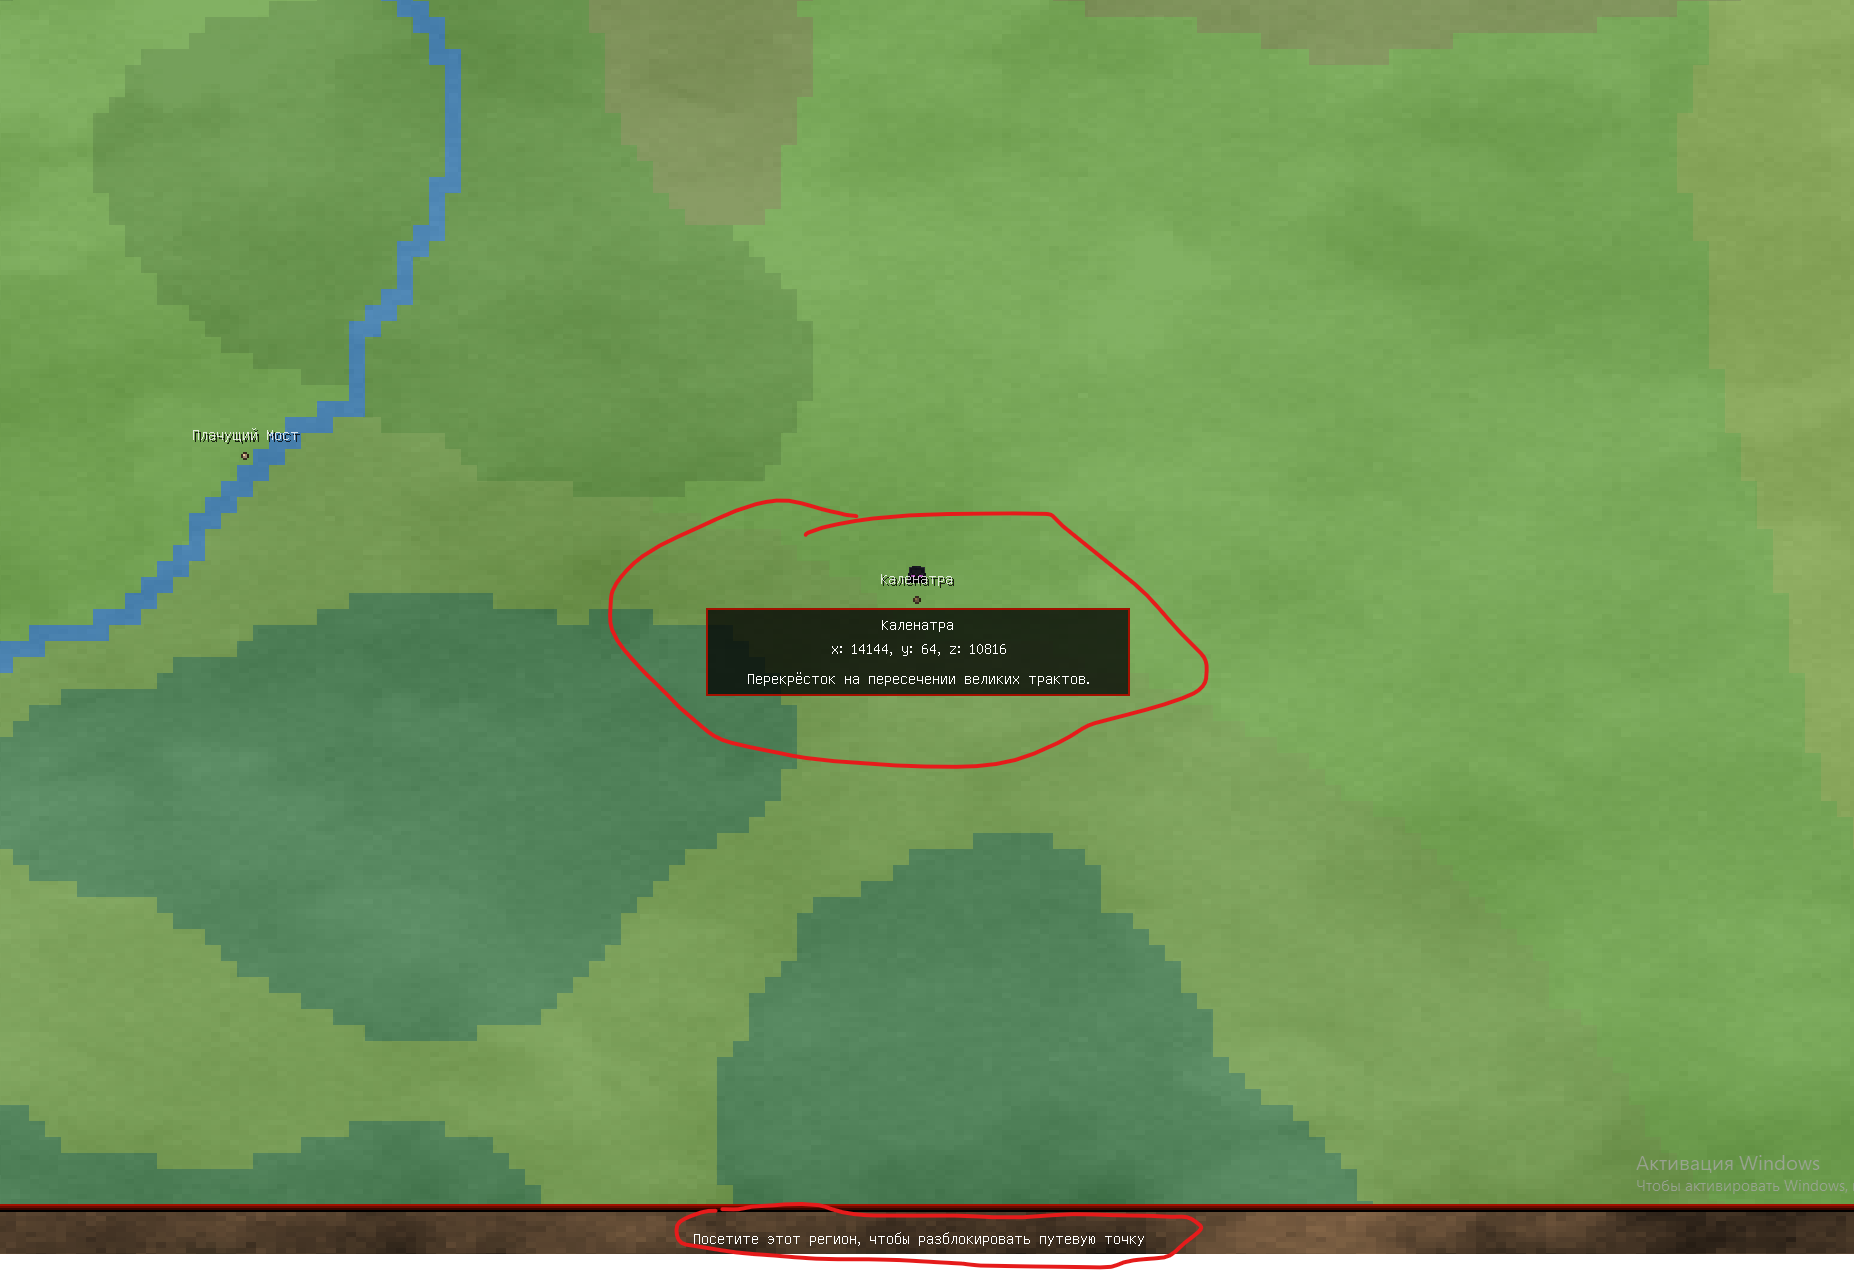 Плачущий Мост
Каленатра
Каленатра
x: 14144, y: 64, z: 10816
Перекрёсток на пересечении великих трактов.
Активация Windows
Чтобы активировать Windows,
Посетите этот регион, чтобы разблокировать путевую точку